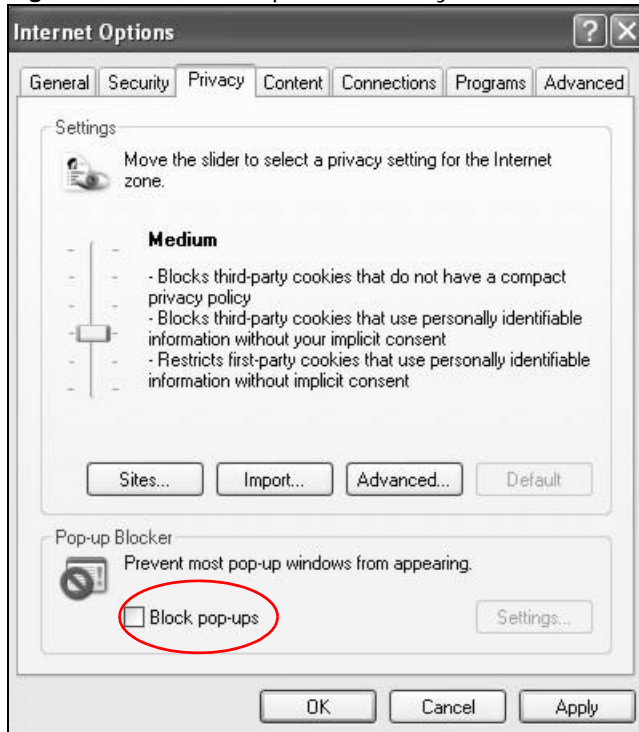 Internet Options
General Security Privacy Content Connections Programs Advanced
Settings
Move the slider to select a privacy setting for the Internet
zone.
Medium
- Blocks third-party cookies that do not have a compact
privacy policy
- Blocks third-party cookies that use personally identifiable
information without your implicit consent
- Restricts first-party cookies that use personally identifiable
information without implicit consent
Sites... Import... Advanced... Default
Pop-up Blocker
Prevent most pop-up windows from appearing.
Block pop-ups Settings...
OK Cancel Apply